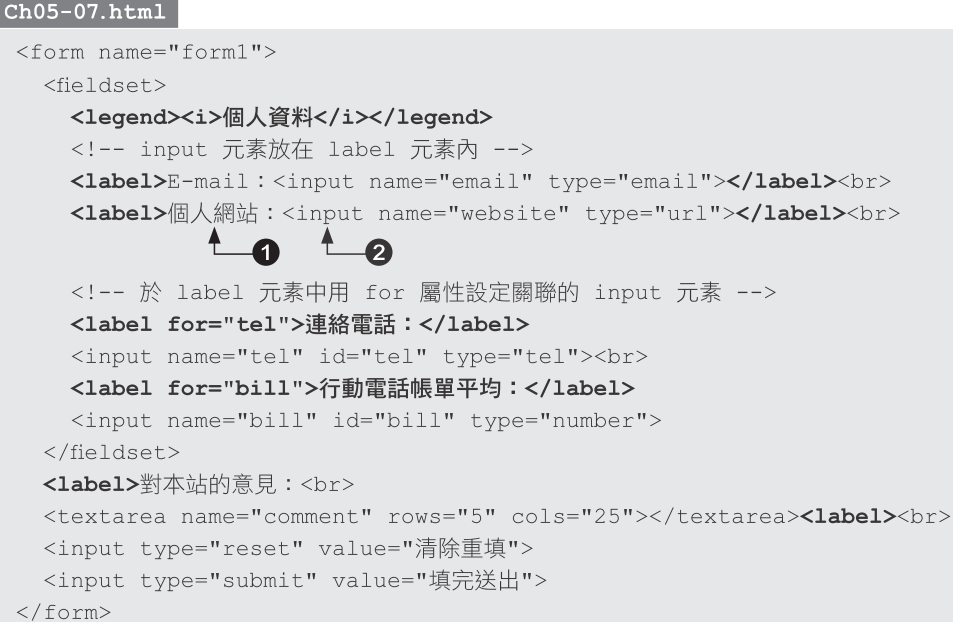 Ch05-07.html
<form name="form1">
<fieldset>
<legend><i>個人資料</i></legend>
<!-- input 元素放在 label 元素內 -->
<label>E-mail：<input name="email" type="email"></label><br>
<label>個人網站：<input name="website" type="url"></label><br>
❶ ❷
<!-- 於 label 元素中用 for 屬性設定關聯的 input 元素 -->
<label for="tel">連絡電話：</label>
<input name="tel" id="tel" type="tel"><br>
<label for="bill">行動電話帳單平均：</label>
<input name="bill" id="bill" type="number">
</fieldset>
<label>對本站的意見：<br>
<textarea name="comment" rows="5" cols="25"></textarea><label><br>
<input type="reset" value="清除重填">
<input type="submit" value="填完送出">
</form>